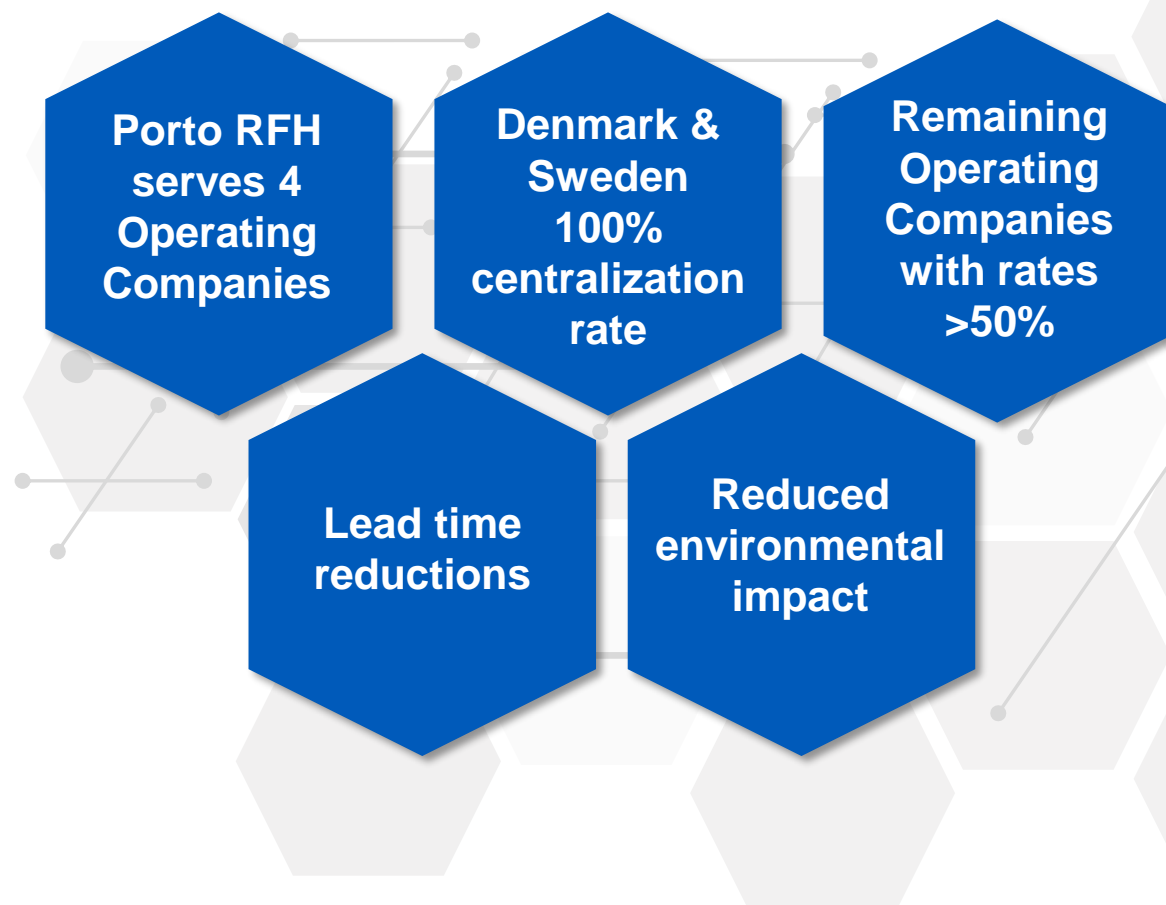 Porto RFH
serves 4
Operating
Companies
Denmark &
Sweden
100%
centralization
rate
Remaining
Operating
Companies
with rates
>50%
Lead time
reductions
Reduced
environmental
impact